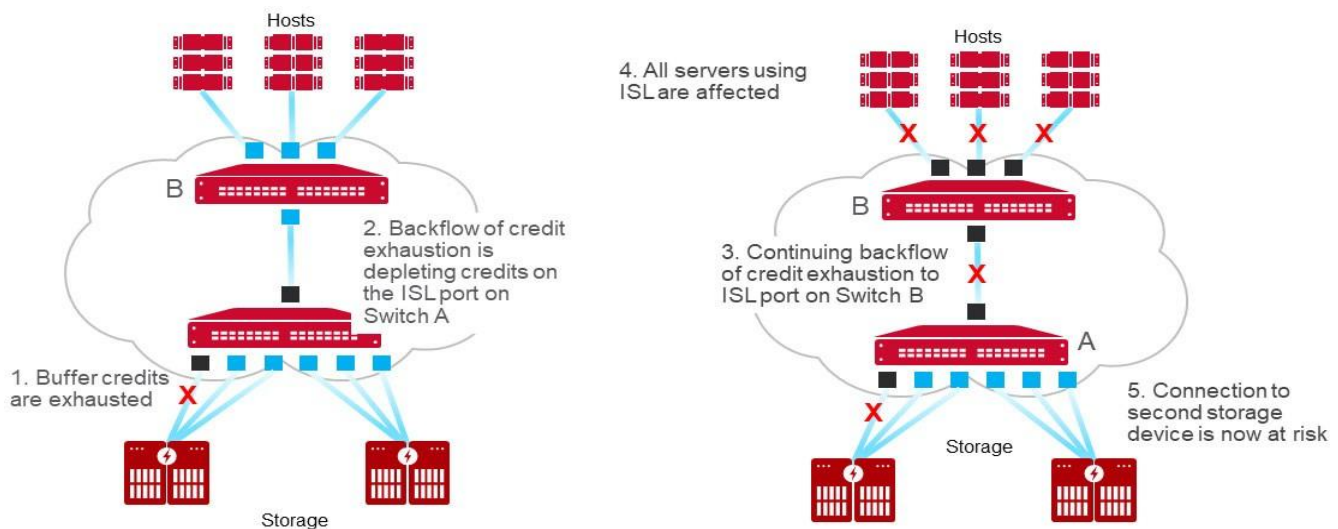 Hosts
B
2. Backflow of credit
exhaustion is
depleting credits on
the ISL port on
Switch A
1. Buffer credits
are exhausted
X
Storage
Hosts
4. All servers using
ISL are affected
X X X
B
3. Continuing backflow
of credit exhaustion to
ISL port on Switch B
X
A
X
5. Connection to
second storage
device is now at risk
Storage